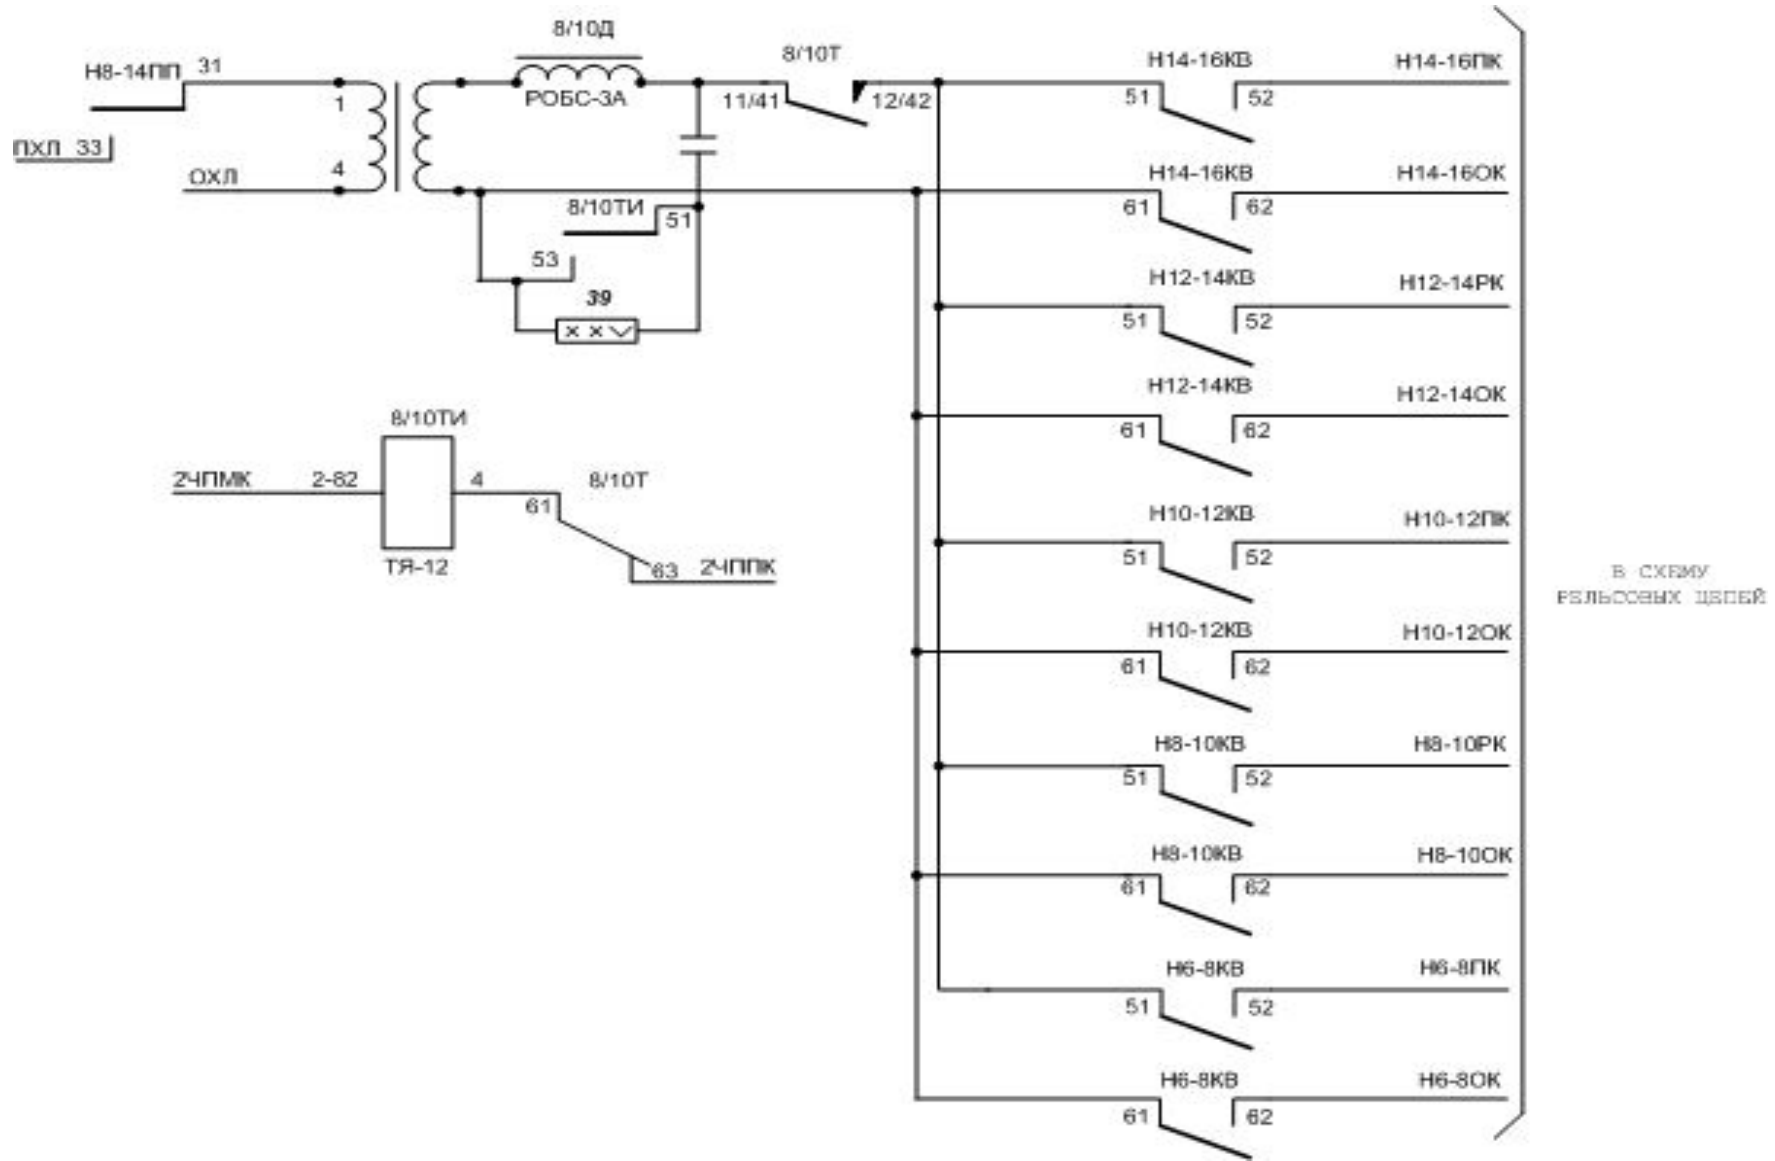 8/10Д
Н8-14ПП 31
1
РОБС-3А
8/10Т
11/41
12/42
ПХЛ 33
ОХЛ
4
8/10ТИ
51
53
39
8/10ТИ
2ЧПМК 2-82
4
61
8/10Т
ТЯ-12
63 2ЧППК
Н14-16КВ Н14-16ПК
51 52
Н14-16КВ Н14-16ОК
61 62
Н12-14КВ Н12-14РК
51 52
Н12-14КВ Н12-14ОК
61 62
Н10-12КВ Н10-12ПК
51 52
Н10-12КВ Н10-12ОК
61 62
Н8-10КВ Н8-10РК
51 52
Н8-10КВ Н8-10ОК
61 62
Н6-8КВ Н6-8ПК
51 52
Н6-8КВ Н6-8ОК
61 62
В СХЕМУ
РЕЛЬСОВЫХ ЦЕПЕЙ